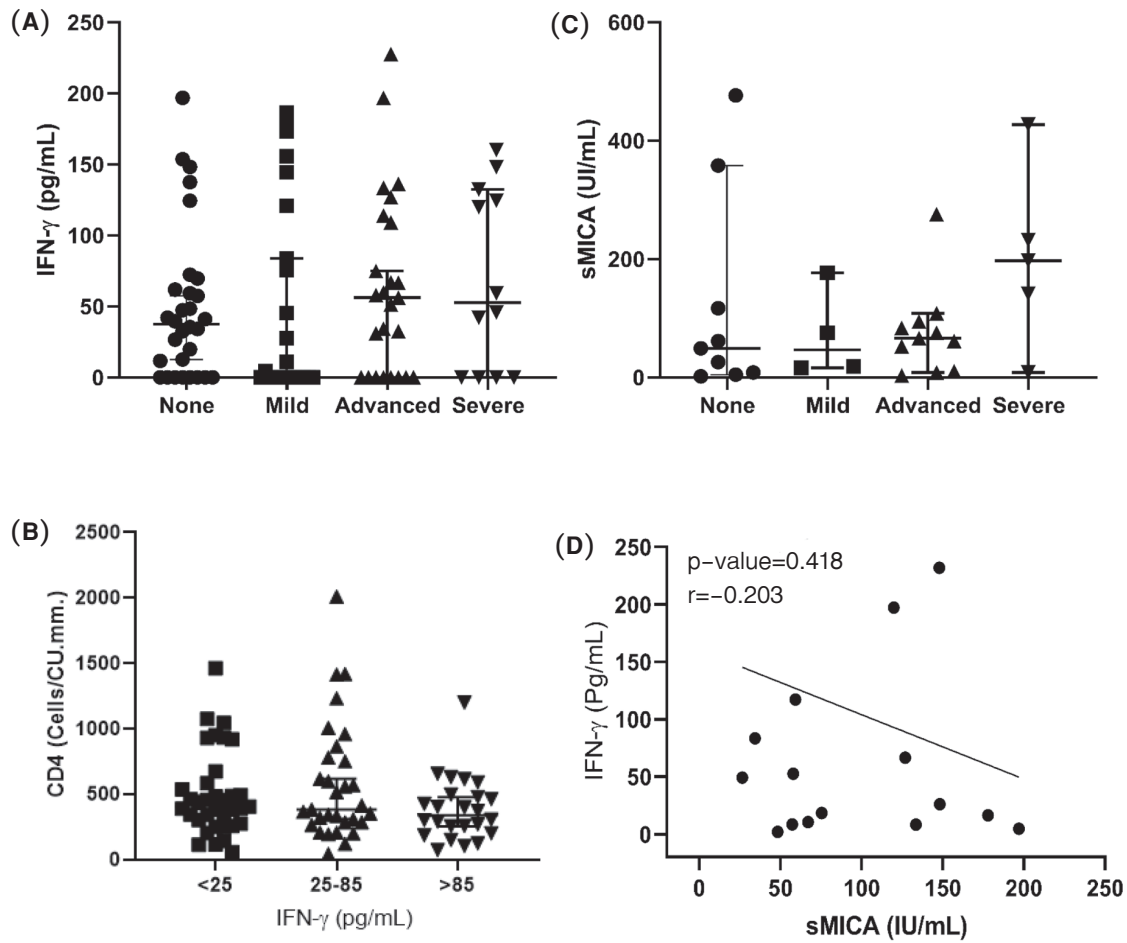 (A)
250
200
150
100
50
0
IFN-γ (pg/mL)
None Mild Advanced Severe
(C)
600
400
200
0
sMICA (UI/mL)
None Mild Advanced Severe
(B)
2500
2000
1500
1000
500
0
CD4 (Cells/CU.mm.)
<25 25-85 >85
IFN-γ (pg/mL)
(D)
p-value=0.418
r=-0.203
250
200
150
100
50
0
IFN-γ (Pg/mL)
0 50 100 150 200 250
sMICA (IU/mL)